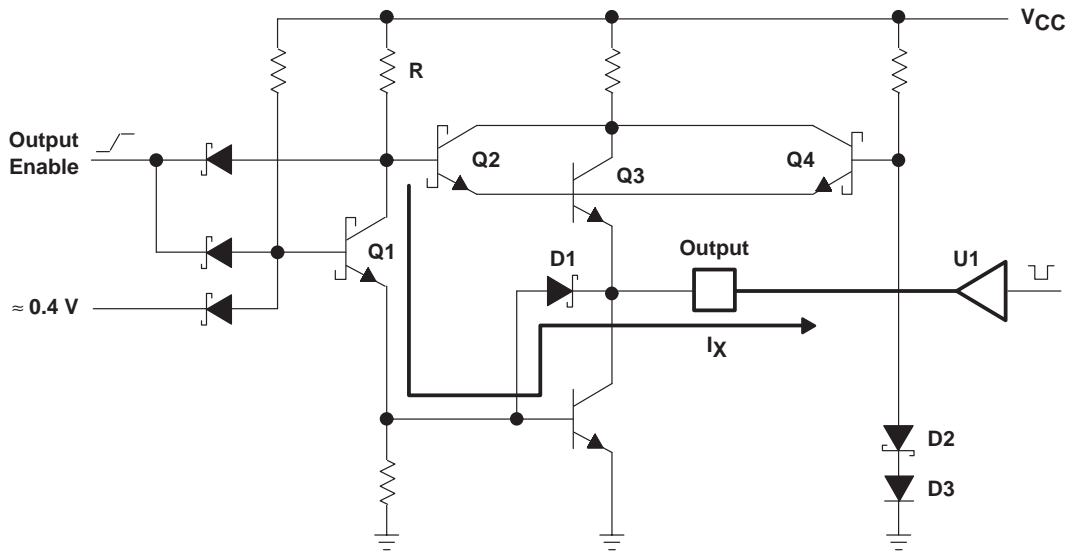 VCC
R
Output
Enable
Q2
Q4
Q3
Q1
D1
Output
U1
≈ 0.4 V
IX
D2
D3